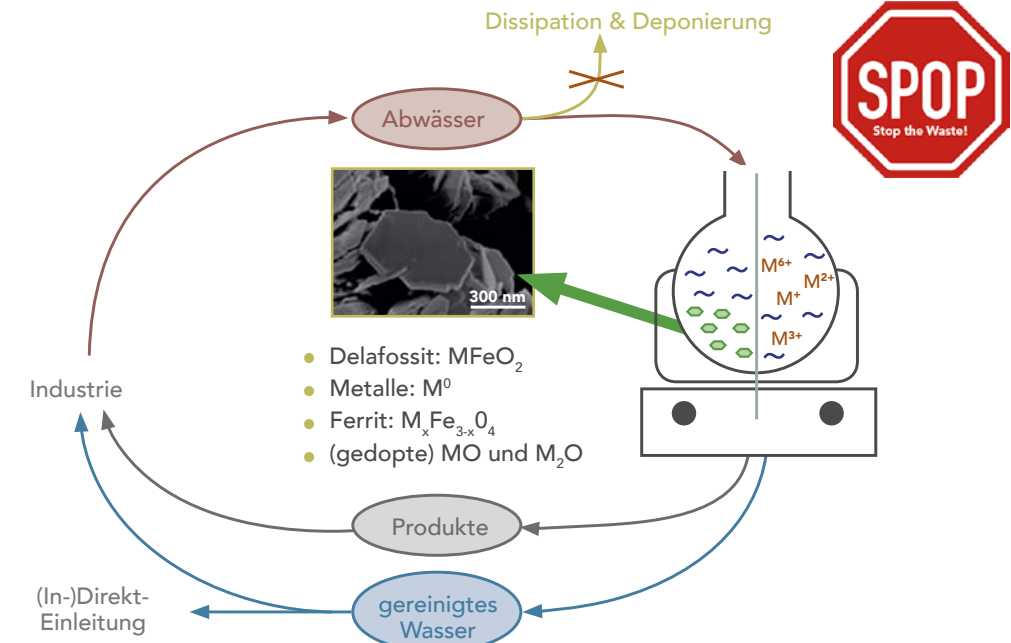 Dissipation & Deponierung
SPOP
Stop the Waste!
Abwässer
M⁶⁺
M²⁺
M⁺
M³⁺
300 nm
Delafossit: MFeO₂
Metalle: M⁰
Ferrit: MₓFe₃₋ₓ0₄
(gedopte) MO und M₂O
Industrie
Produkte
(In-)Direkt-
Einleitung
gereinigtes
Wasser